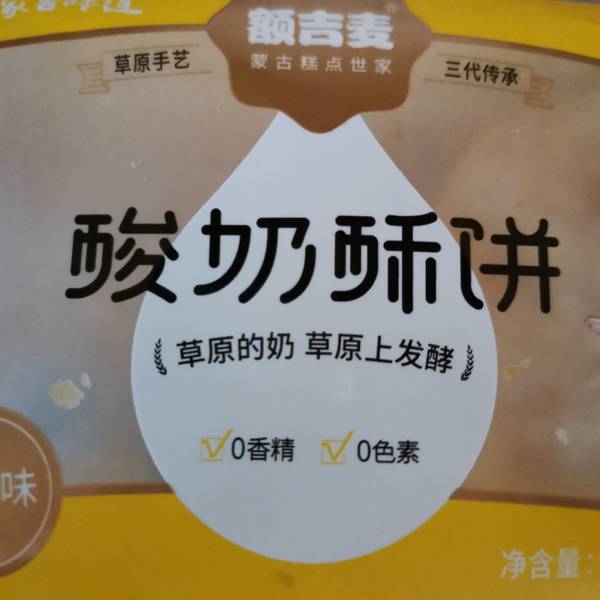 额吉麦
蒙古糕点世家
草原手艺
三代传承
酸奶酥饼
草原的奶 草原上发酵
0香精
0色素
味
净含量: